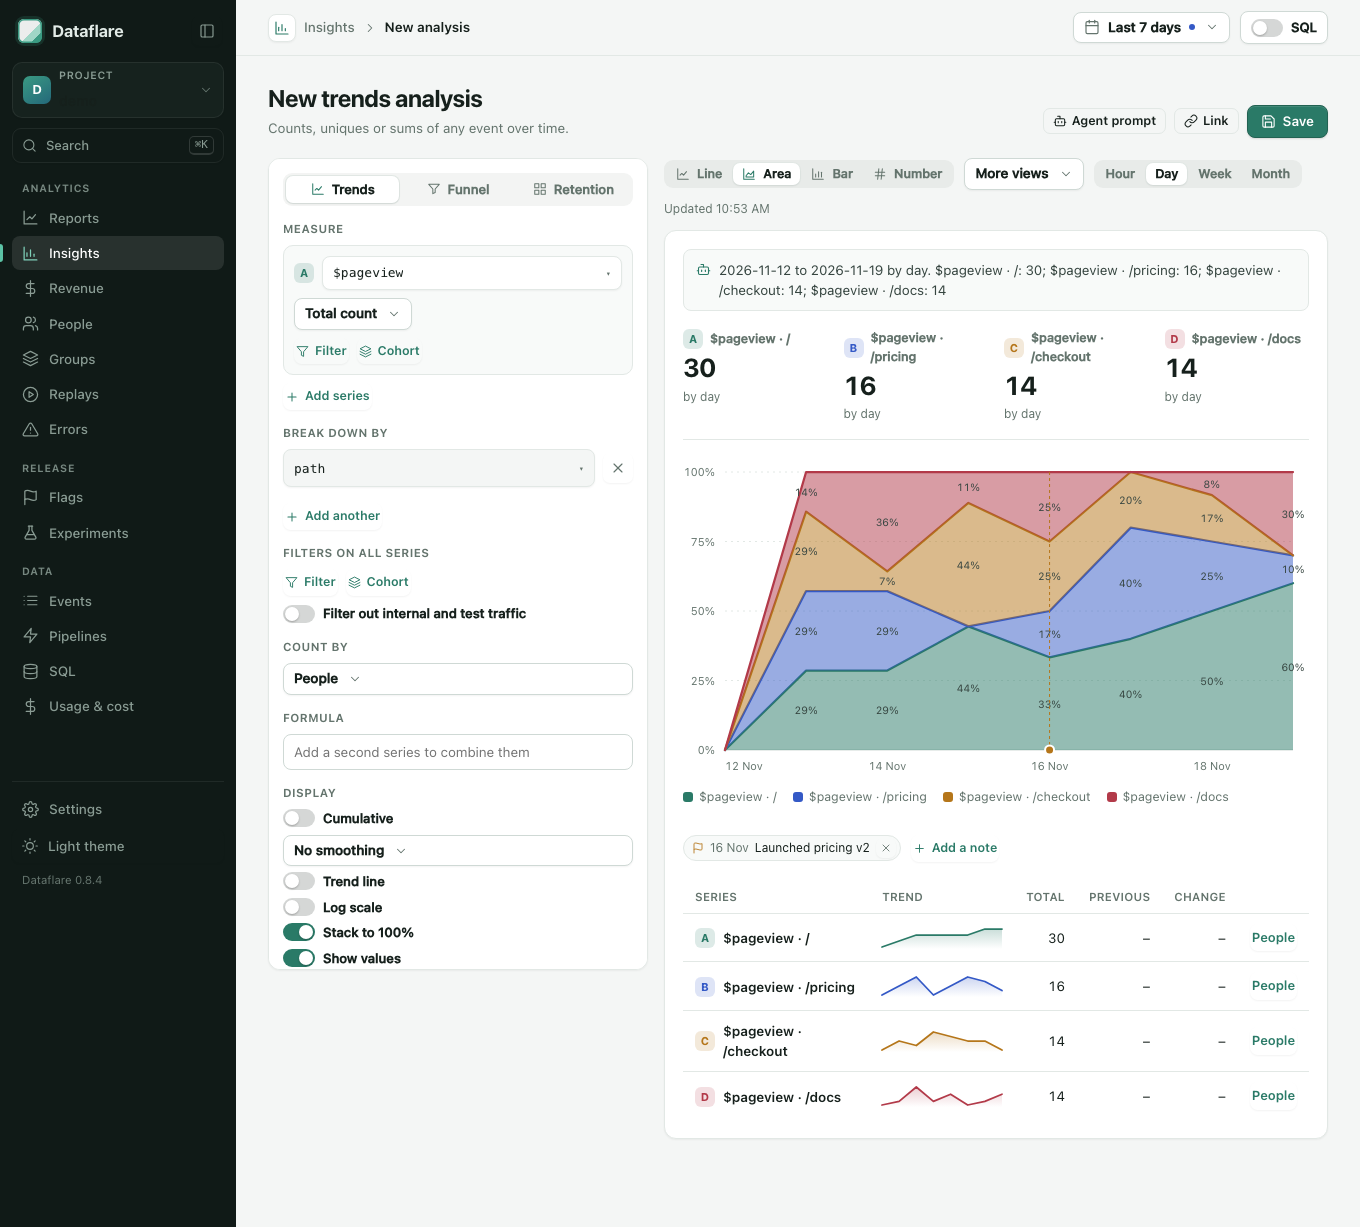 Dataflare
PROJECT
D
Search ⌘K
ANALYTICS
Reports
Insights
Revenue
People
Groups
Replays
Errors
RELEASE
Flags
Experiments
DATA
Events
Pipelines
SQL
Usage & cost
Settings
Light theme
Dataflare 0.8.4
Insights > New analysis
Last 7 days
SQL
New trends analysis
Counts, uniques or sums of any event over time.
Agent prompt
Link
Save
Trends Funnel Retention
MEASURE
A $pageview
Total count
Filter Cohort
+ Add series
BREAK DOWN BY
path
+ Add another
FILTERS ON ALL SERIES
Filter Cohort
Filter out internal and test traffic
COUNT BY
People
FORMULA
Add a second series to combine them
DISPLAY
Cumulative
No smoothing
Trend line
Log scale
Stack to 100%
Show values
Line Area Bar # Number
More views
Hour Day Week Month
Updated 10:53 AM
2026-11-12 to 2026-11-19 by day. $pageview · /: 30; $pageview · /pricing: 16; $pageview ·
/checkout: 14; $pageview · /docs: 14
A $pageview · /
30
by day
B $pageview ·
/pricing
16
by day
C $pageview ·
/checkout
14
by day
D $pageview · /docs
14
by day
100%
75%
50%
25%
0%
14% 36% 11% 25% 20% 8% 30%
29% 7% 44% 25% 17% 10%
29% 29% 17% 40% 25%
29% 29% 44% 33% 40% 50% 60%
12 Nov 14 Nov 16 Nov 18 Nov
$pageview · / $pageview · /pricing $pageview · /checkout $pageview · /docs
16 Nov Launched pricing v2
+ Add a note
SERIES TREND TOTAL PREVIOUS CHANGE
A $pageview · / 30 – – People
B $pageview · /pricing 16 – – People
C $pageview ·
/checkout 14 – – People
D $pageview · /docs 14 – – People